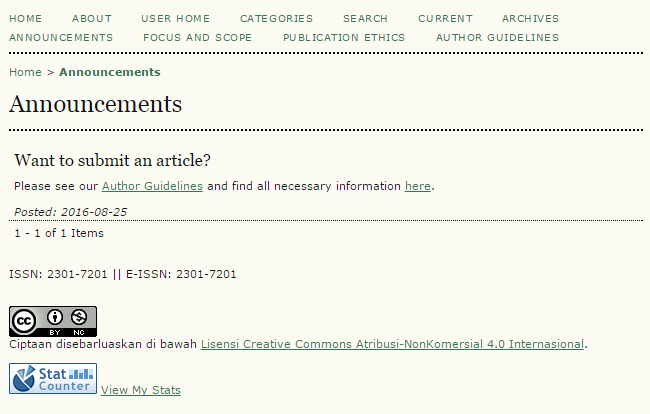 HOME ABOUT USER HOME CATEGORIES SEARCH CURRENT ARCHIVES
ANNOUNCEMENTS FOCUS AND SCOPE PUBLICATION ETHICS AUTHOR GUIDELINES
Home > Announcements
Announcements
Want to submit an article?
Please see our Author Guidelines and find all necessary information here.
Posted: 2016-08-25
1 - 1 of 1 Items
ISSN: 2301-7201 || E-ISSN: 2301-7201
cc
BY NC
Ciptaan disebarluaskan di bawah Lisensi Creative Commons Atribusi-NonKomersial 4.0 Internasional.
Stat
Counter
View My Stats